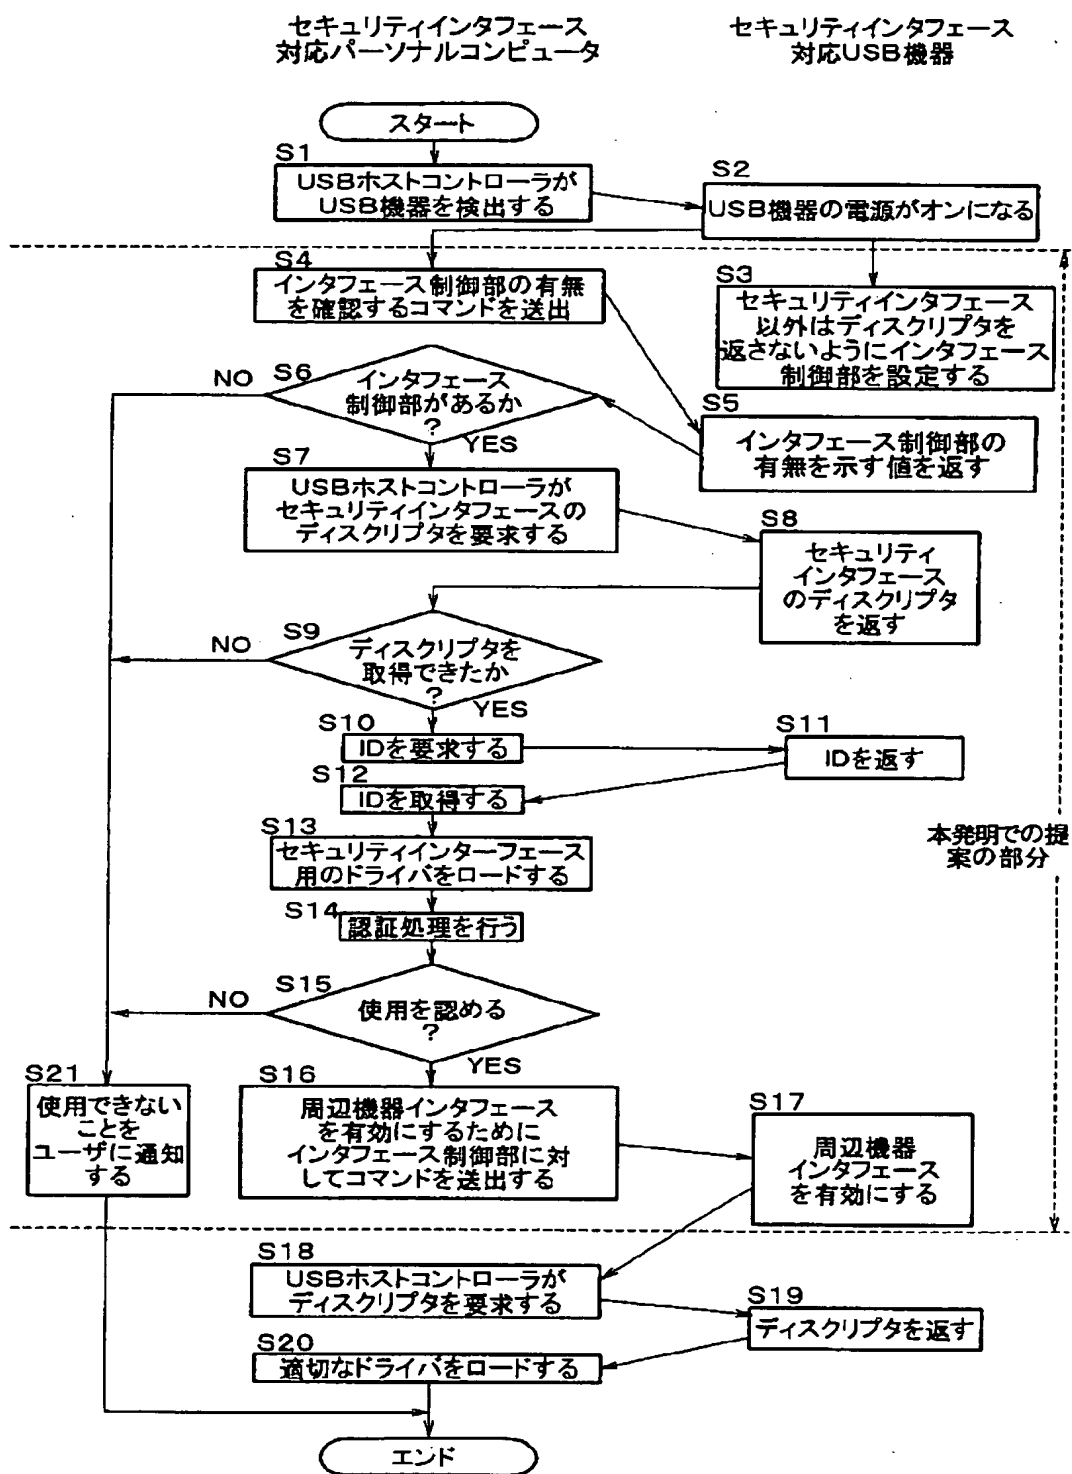 セキュリティインタフェース
対応パーソナルコンピュータ
セキュリティインタフェース
対応USB機器
スタート
S1
USBホストコントローラが
USB機器を検出する
S2
USB機器の電源がオンになる
S4
インタフェース制御部の有無
を確認するコマンドを送出
S3
セキュリティインタフェース
以外はディスクリプタを
返さないようにインタフェース
制御部を設定する
S6
NO
インタフェース
制御部があるか
?
YES
S5
インタフェース制御部の
有無を示す値を返す
S7
USBホストコントローラが
セキュリティインタフェースの
ディスクリプタを要求する
S8
セキュリティ
インタフェース
のディスクリプタ
を返す
S9
NO
ディスクリプタを
取得できたか
?
YES
S10
IDを要求する
S11
IDを返す
S12
IDを取得する
S13
セキュリティインターフェース
用のドライバをロードする
本発明での提
案の部分
S14
認証処理を行う
S15
NO
使用を認める
?
YES
S21
使用できない
ことを
ユーザに通知
する
S16
周辺機器インタフェース
を有効にするために
インタフェース制御部に対
してコマンドを送出する
S17
周辺機器
インタフェース
を有効にする
S18
USBホストコントローラが
ディスクリプタを要求する
S19
ディスクリプタを返す
S20
適切なドライバをロードする
エンド